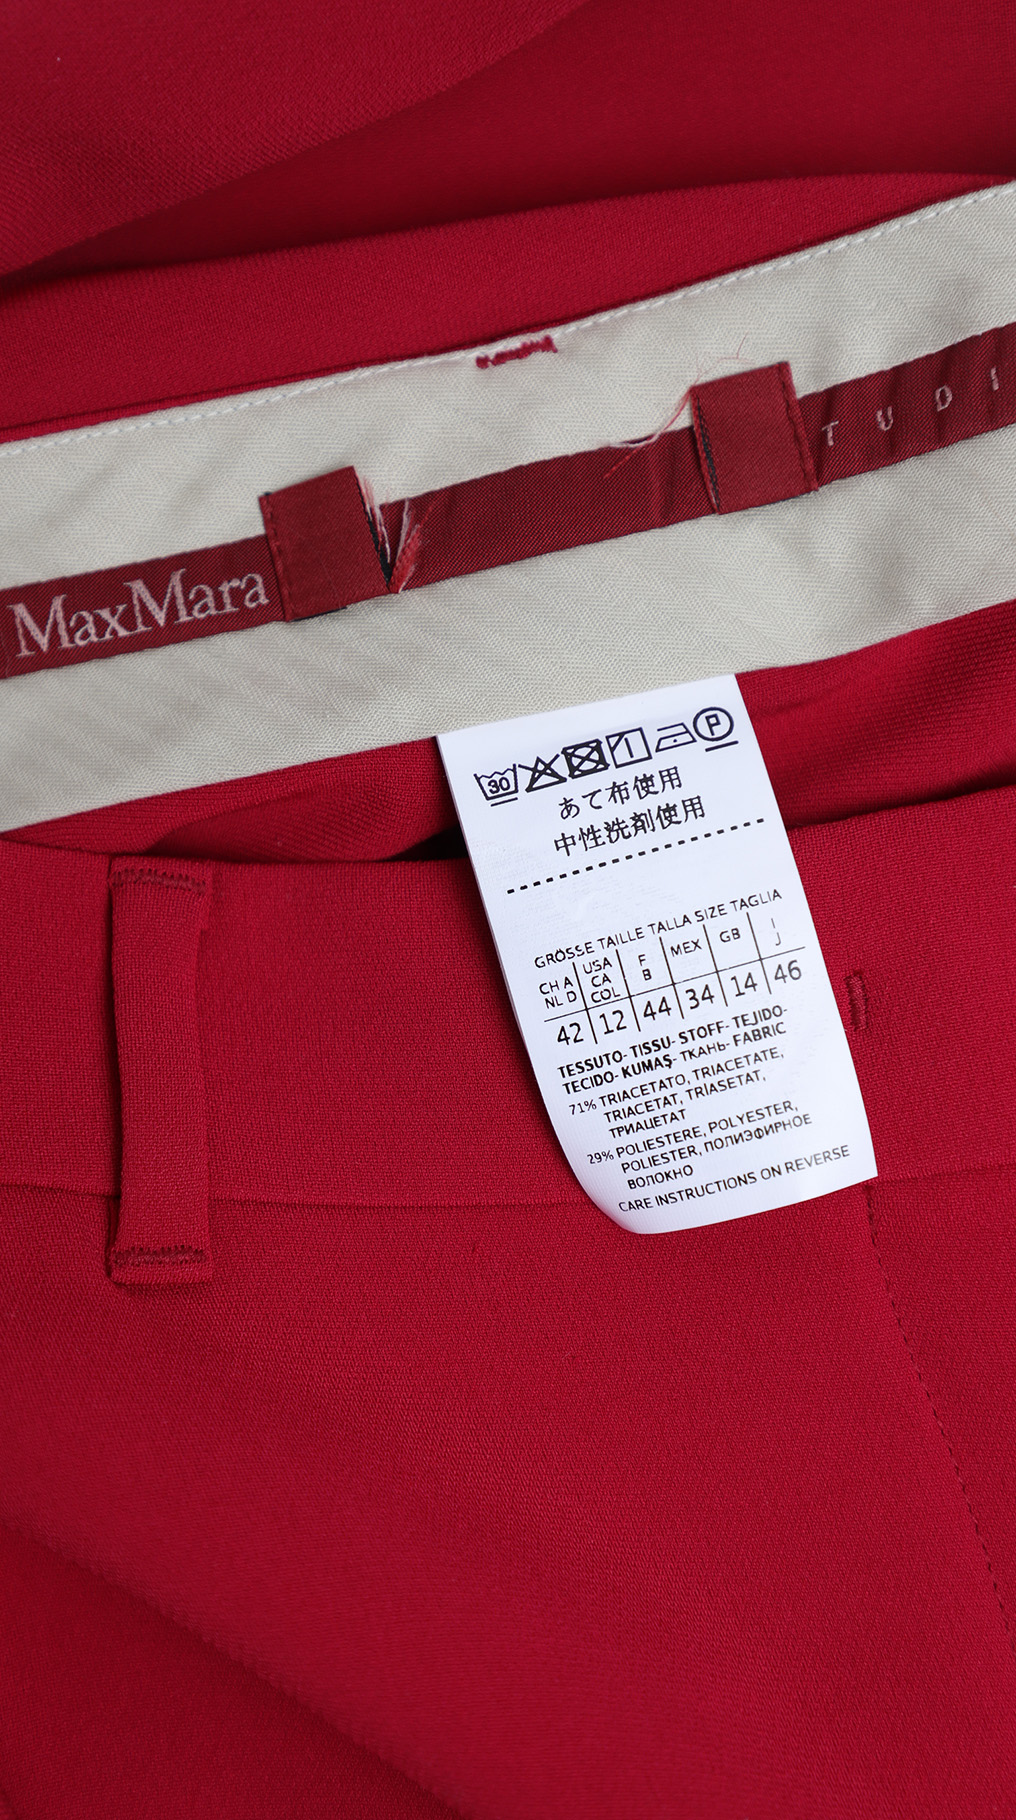 MaxMara
TUDI
30 P
あて布使用
中性洗剤使用
GRÖSSE TAILLE TALLA SIZE TAGLIA
CH A NL D USA CA COL F B MEX GB I J
42 12 44 34 14 46
TESSUTO- TISSU- STOFF- TEJIDO-
TECIDO- KUMAŞ- ТКАНЬ- FABRIC
71% TRIACETATO, TRIACETATE,
TRIACETAT, TRIASETAT,
ТРИАЦЕТАТ
29% POLIESTERE, POLYESTER,
POLIESTER, ПОЛИЭФИРНОЕ
ВОЛОКНО
CARE INSTRUCTIONS ON REVERSE